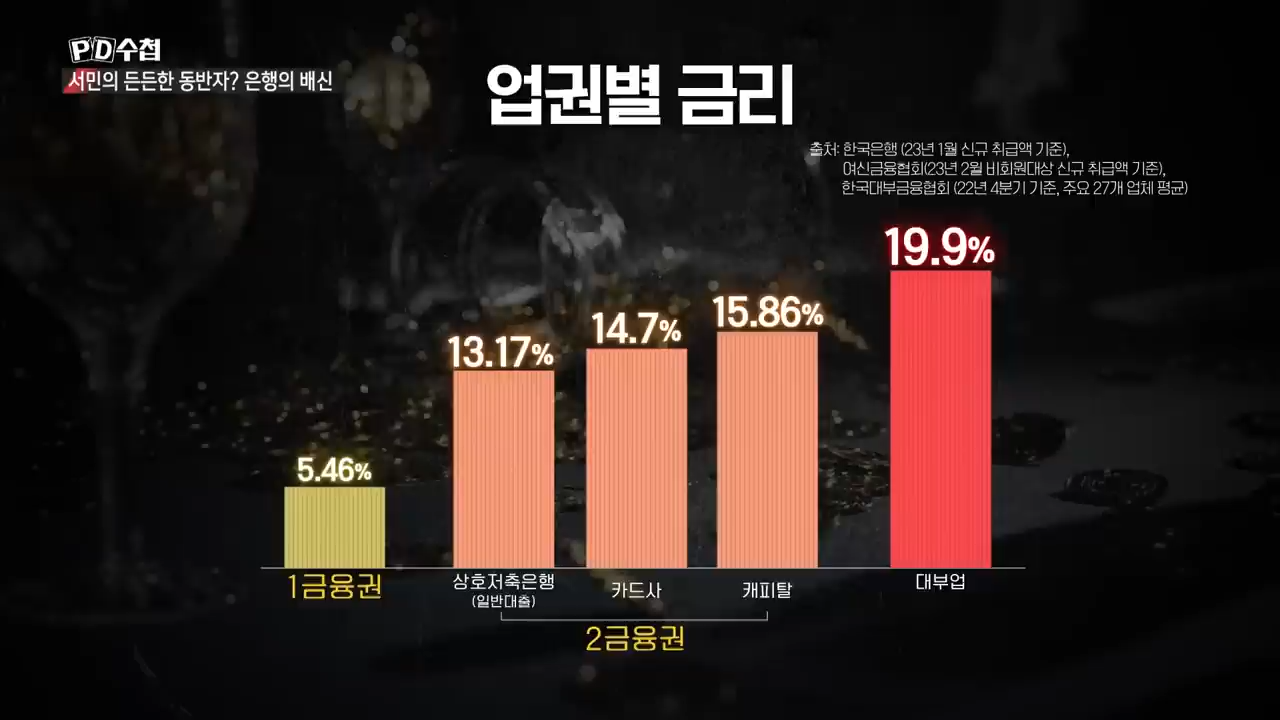 PD수첩
서민의 든든한 동반자? 은행의 배신
업권별 금리
출처: 한국은행 (23년 1월 신규 취급액 기준),
여신금융협회(23년 2월 비회원대상 신규 취급액 기준),
한국대부금융협회 (22년 4분기 기준, 주요 27개 업체 평균)
5.46%
13.17%
14.7%
15.86%
19.9%
1금융권
상호저축은행
(일반대출)
카드사
캐피탈
대부업
2금융권